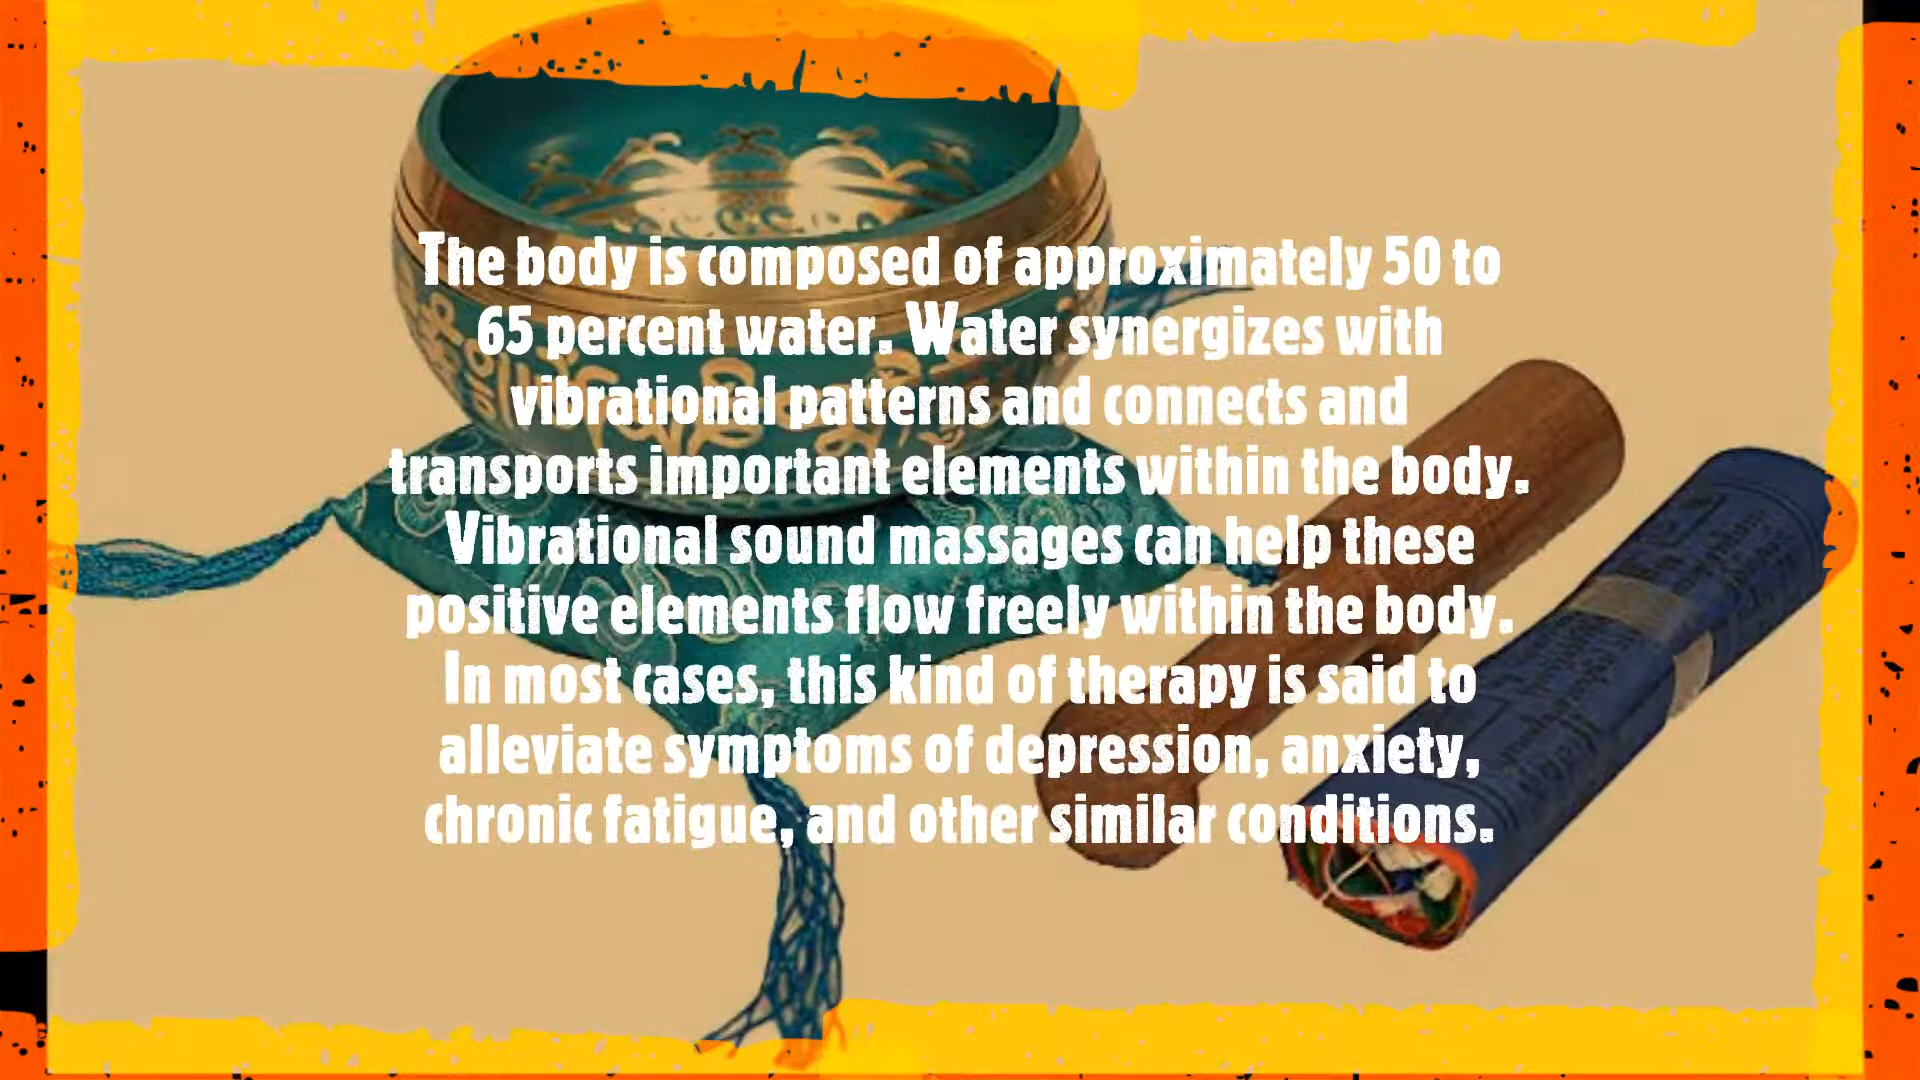 The body is composed of approximately 50 to
65 percent water. Water synergizes with
vibrational patterns and connects and
transports important elements within the body.
Vibrational sound massages can help these
positive elements flow freely within the body.
In most cases, this kind of therapy is said to
alleviate symptoms of depression, anxiety,
chronic fatigue, and other similar conditions.